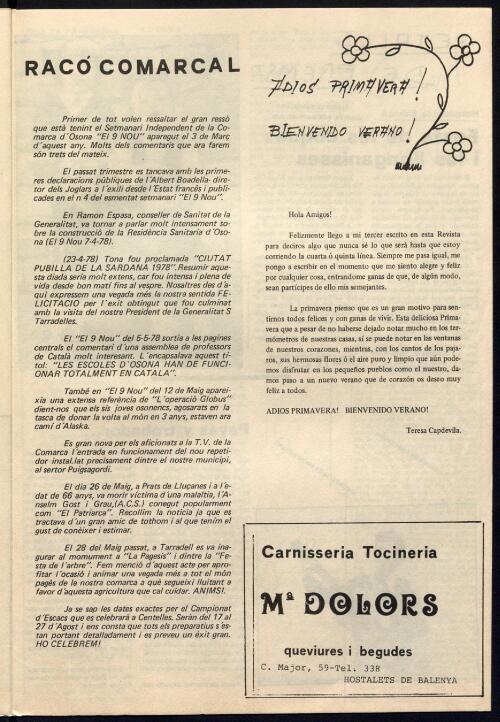 RACÓ COMARCAL
Primer de tot volen ressaltar el gran ressò
que està tenint el Setmanari Independent de la Co-
marca d'Osona "El 9 NOU" aparegut el 3 de Març
d'aquest any. Molts dels comentaris que ara farem
són trets del mateix.
El passat trimestre es tancava amb les prime-
res declaracions públiques de l'Albert Boadella- dire-
tor dels Joglars a l'exili desde l'Estat francés i publi-
cades en el n 4 del esmentat setmanari "El 9 Nou".
En Ramon Espasa, conseller de Sanitat de la
Generalitat, va tornar a parlar molt intensament so-
bre la construcció de la Residència Sanitaria d'Oso-
na (El 9 Nou 7-4-78).
(23-4-78) Tona fou proclamada "CIUTAT
PUBILLA DE LA SARDANA 1978". Resumir aques-
ta diada seria molt extens, car fou intensa i plena de
vida desde bon matí fins al vespre. Nosaltres des d'a-
quí expressem una vegada més la nostra sentida FE-
LICITACIO per l'exit obtingut que fou culminat
amb la visita del nostre President de la Generalitat S
Tarradelles.
El "El 9 Nou" del 5-5-78 sortia a les pagines
centrals el comentari d'una assemblea de professors
de Català molt interesant. L'encapsalava aquest tí-
tol: "LES ESCOLES D'OSONA HAN DE FUNCI-
ONAR TOTALMENT EN CATALA".
També en "El 9 Nou" del 12 de Maig aparei-
xia una extensa referència de "L'operació Globus"
dient-nos que els sis joves osonencs, agosarats en la
tasca de donar la volta al món en 3 anys, estaven ara
camí d'Alaska.
Es gran nova per els aficionats a la T.V. de la
Comarca l'entrada en funcionament del nou repeti-
dor instal.lat precisament dintre el nostre municipi,
al sertor Puigsagordi.
El dia 26 de Maig, a Prats de Lluçanes i a l'e-
dat de 66 anys, va morir víctima d'una malaltia, l'A-
nselm Gost i Grau,(A.C.S.) conegut popularment
com "El Patriarca". Recollim la notícia ja que es
tractava d'un gran amic de tothom i al que tením el
gust de conèixer i estimar.
El 28 del Maig passat, a Tarradell es va ina-
gurar al momument a "La Pagesis" i dintre la "Fe-
sta de l'arbre". Fem menció d'aquest acte per apro-
fitar l'ocasió i animar una vegada més a tot el món
pagès de la nostra comarca a què segueixi lluitant a
favor d'aquesta agricultura que cal cuidar. ANIMS!.
Ja se sap les dates exactes per el Campionat
d'Escacs que es celebrarà a Centelles. Seràn del 17 al
27 d'Agost i ens consta que tots els preparatius s'es-
tan portant detalladament i es preveu un èxit gran.
HO CELEBREM!
ADIOS PRIMAVERA!
BIENVENDO VERANO!
Hola Amigos!
Felizmente llego a mi tercer escrito en esta Revista
para deciros algo que nunca sé lo que será hasta que estoy
corriendo la cuarta ó quinta línea. Siempre me pasa igual, me
pongo a escribir en el momento que me siento alegre y feliz
por cualquier cosa, entrandome ganas de que, de algún modo,
sean partícipes de ello mis semejantes.
La primavera pienso que es un gran motivo para sen-
tirnos todos felices y con ganas de vivir. Esta deliciosa Prima-
vera que a pesar de no haberse dejado notar mucho en los ter-
mómetros de nuestras casas, si se puede notar en las ventanas
de nuestros corazones, mientras, con los cantos de los paja-
ros, sus hermosas flores ó el aire puro y limpio que aún pode-
mos disfrutar en los pequeños pueblos como el nuestro, da-
mos paso a un nuevo verano que de corazón os deseo muy
feliz a todos.
ADIOS PRIMAVERA! BIENVENIDO VERANO!
Teresa Capdevila.
Carnisseria Tocineria
Mª DOLORS
queviures i begudes
C. Major, 59-Tel. 338
HOSTALETS DE BALENYA